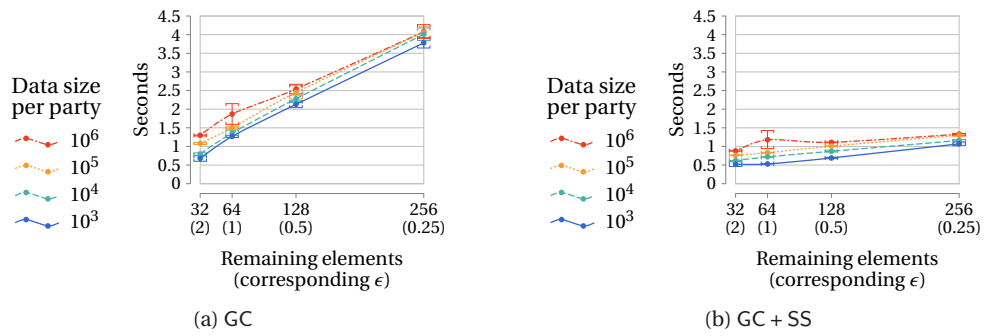 4.5
4
3.5
3
2.5
2
1.5
1
0.5
0
Seconds
Data size
per party
10^6
10^5
10^4
10^3
32 64 128 256
(2) (1) (0.5) (0.25)
Remaining elements
(corresponding ϵ)
(a) GC
4.5
4
3.5
3
2.5
2
1.5
1
0.5
0
Seconds
Data size
per party
10^6
10^5
10^4
10^3
32 64 128 256
(2) (1) (0.5) (0.25)
Remaining elements
(corresponding ϵ)
(b) GC + SS